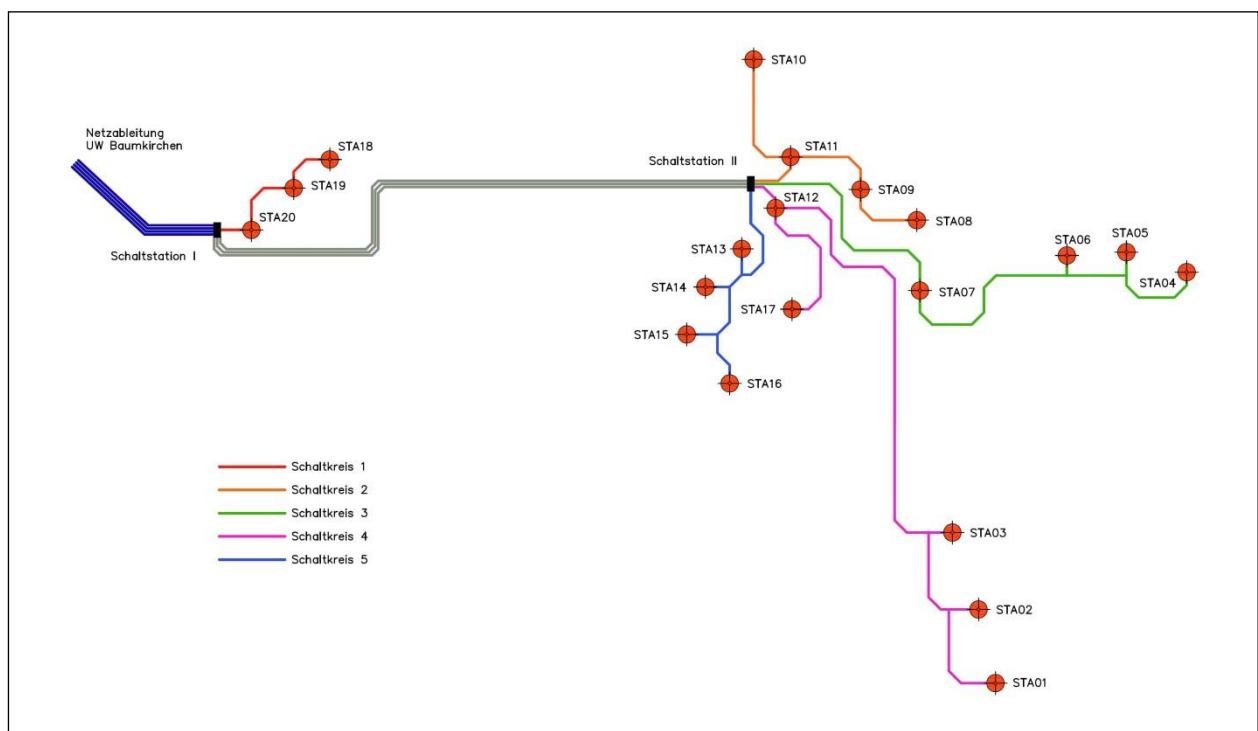 STA10
Netzableitung
UW Baumkirchen
STA18
STA11
Schaltstation II
STA19
STA09
STA12
STA20
STA08
STA06
STA05
STA13
Schaltstation I
STA04
STA14
STA07
STA17
STA15
STA16
Schaltkreis 1
Schaltkreis 2
Schaltkreis 3
Schaltkreis 4
Schaltkreis 5
STA03
STA02
STA01